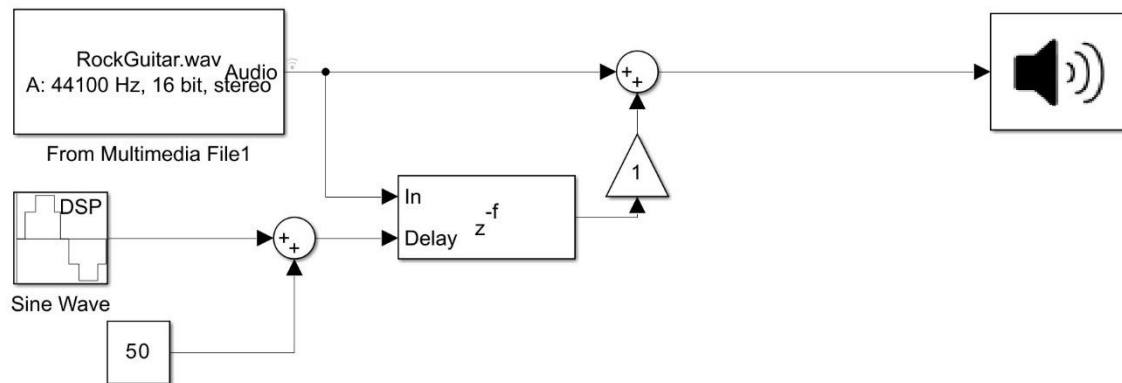 RockGuitar.wav
Audio
A: 44100 Hz, 16 bit, stereo
From Multimedia File1
+
+
1
In
Delay
z-f
DSP
+
+
Sine Wave
50